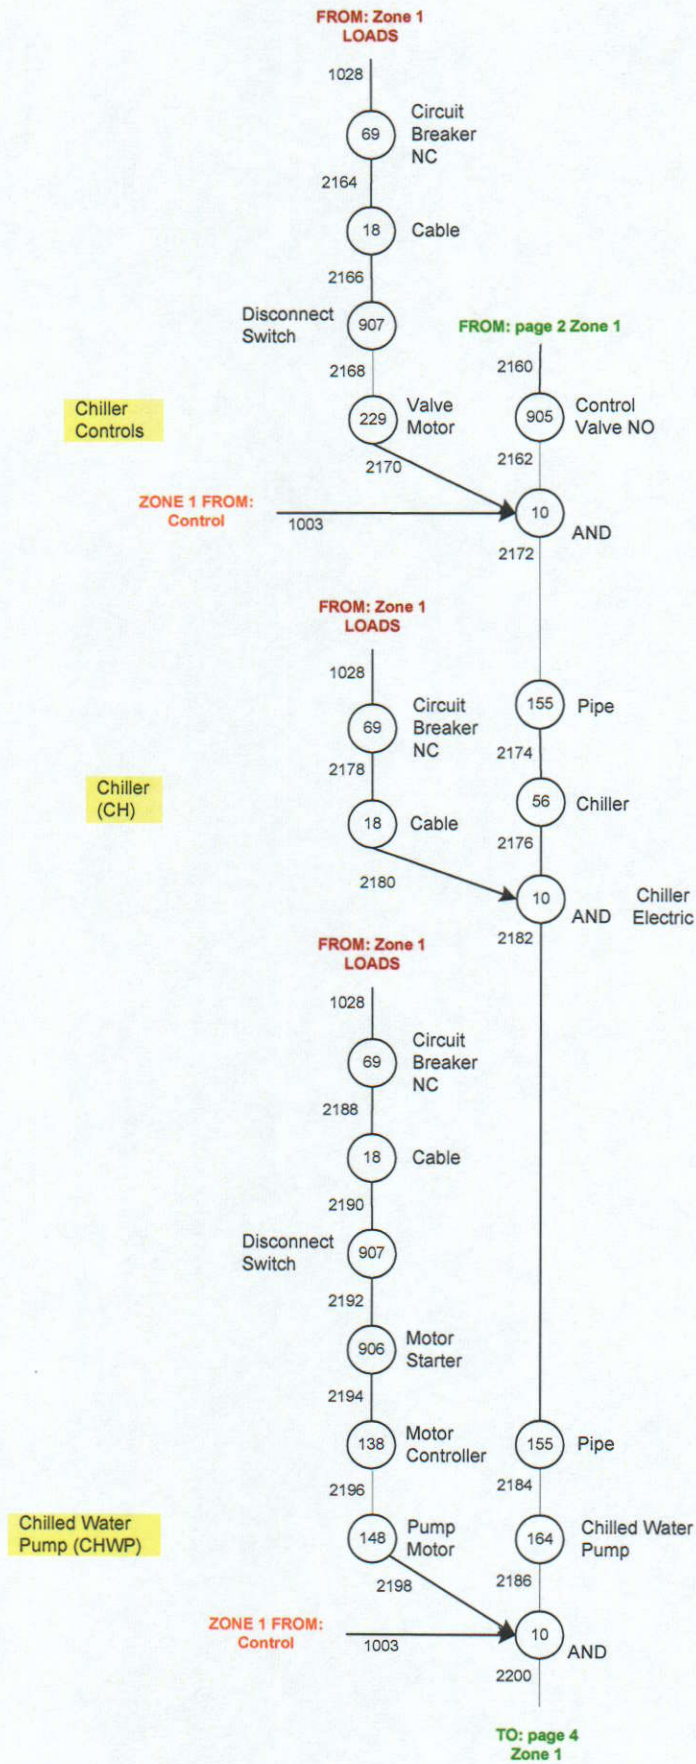 FROM: Zone 1
LOADS
1028
69
Circuit
Breaker
NC
2164
18
Cable
2166
Disconnect
Switch
907
FROM: page 2 Zone 1
2168
2160
Chiller
Controls
229
Valve
Motor
905
Control
Valve NO
2170
2162
ZONE 1 FROM:
Control
1003
10
AND
2172
FROM: Zone 1
LOADS
1028
69
Circuit
Breaker
NC
155
Pipe
2178
2174
Chiller
(CH)
18
Cable
56
Chiller
2180
2176
10
AND
Chiller
Electric
2182
FROM: Zone 1
LOADS
1028
69
Circuit
Breaker
NC
2188
18
Cable
2190
Disconnect
Switch
907
2192
906
Motor
Starter
2194
138
Motor
Controller
155
Pipe
2196
2184
Chilled Water
Pump (CHWP)
148
Pump
Motor
164
Chilled Water
Pump
2198
2186
ZONE 1 FROM:
Control
1003
10
AND
2200
TO: page 4
Zone 1